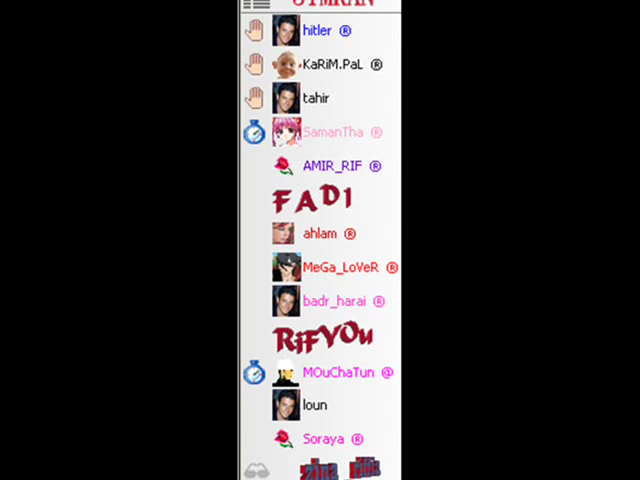 hitler ®
KaRiM.PaL ®
tahir
SamanTha ®
AMIR_RIF ®
FADI
ahlam ®
MeGa_LoVeR ®
badr_harai ®
RiFYOu
MOuChaTun @
loun
Soraya ®